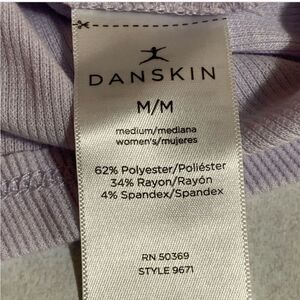 DANSKIN
M/M
medium/mediana
women's/mujeres
62% Polyester/Poliéster
34% Rayon/Rayón
4% Spandex/Spandex
RN 50369
STYLE 9671